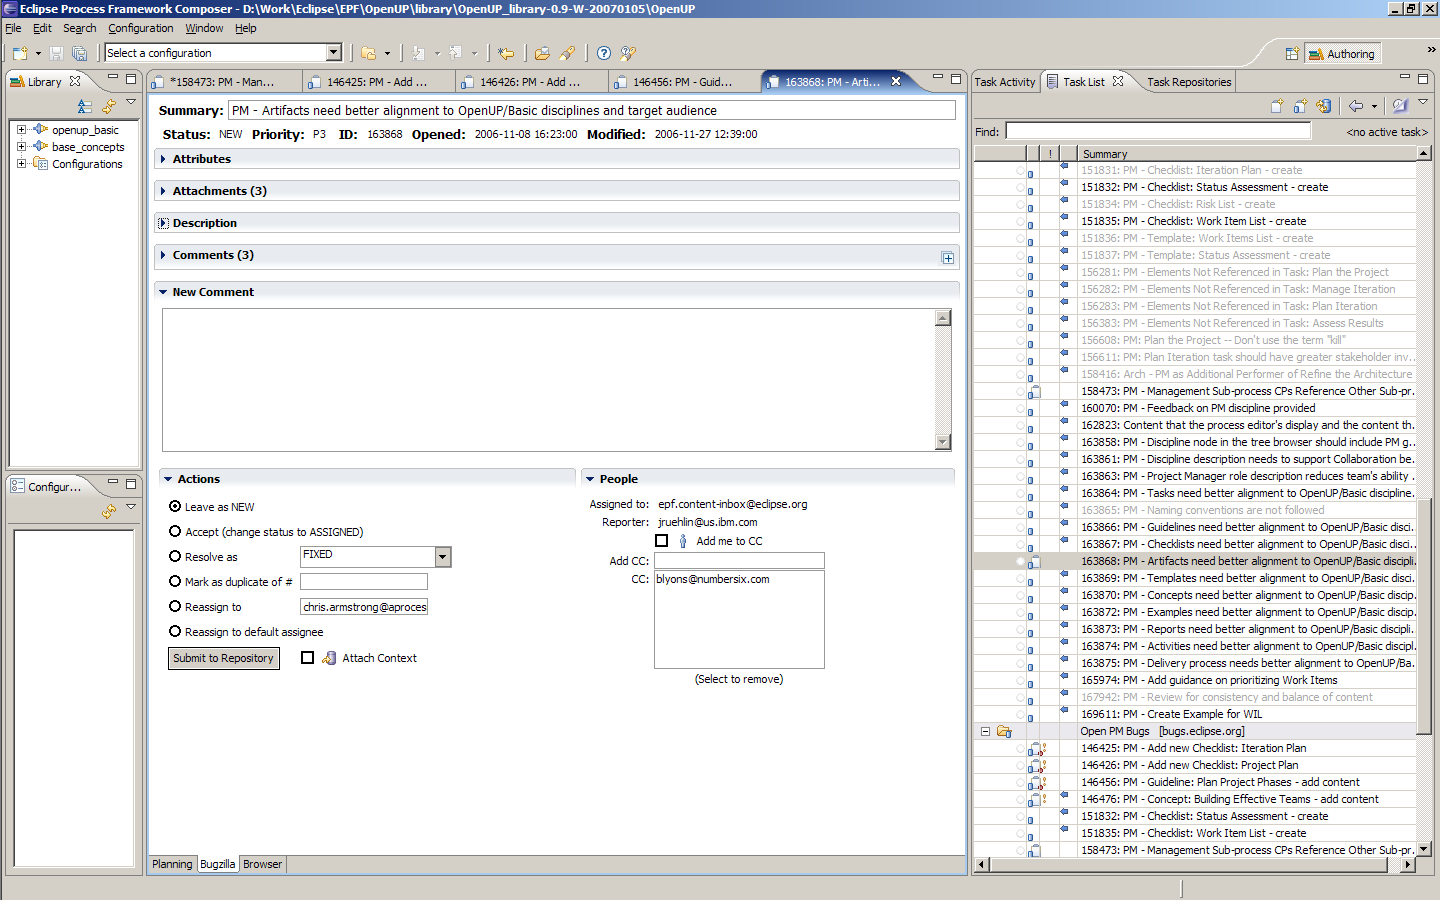 Eclipse Process Framework Composer - D:\Work\Eclipse\EPF\OpenUP\library\OpenUP_library-0.9-W-20070105\OpenUP
File Edit Search Configuration Window Help
Select a configuration
Authoring
»
Library
openup_basic
base_concepts
Configurations
Configur...
*158473: PM - Man...
146425: PM - Add ...
146426: PM - Add ...
146456: PM - Guid...
163868: PM - Arti...
Summary: PM - Artifacts need better alignment to OpenUP/Basic disciplines and target audience
Status: NEW Priority: P3 ID: 163868 Opened: 2006-11-08 16:23:00 Modified: 2006-11-27 12:39:00
Attributes
Attachments (3)
Description
Comments (3)
New Comment
Actions
Leave as NEW
Accept (change status to ASSIGNED)
Resolve as FIXED
Mark as duplicate of #
Reassign to chris.armstrong@aproces
Reassign to default assignee
Submit to Repository Attach Context
People
Assigned to: epf.content-inbox@eclipse.org
Reporter: jruehlin@us.ibm.com
Add me to CC
Add CC:
CC: blyons@numbersix.com
(Select to remove)
Planning Bugzilla Browser
Task Activity Task List Task Repositories
Find: <no active task>
! Summary
151831: PM - Checklist: Iteration Plan - create
151832: PM - Checklist: Status Assessment - create
151834: PM - Checklist: Risk List - create
151835: PM - Checklist: Work Item List - create
151836: PM - Template: Work Items List - create
151837: PM - Template: Status Assessment - create
156281: PM - Elements Not Referenced in Task: Plan the Project
156282: PM - Elements Not Referenced in Task: Manage Iteration
156283: PM - Elements Not Referenced in Task: Plan Iteration
156383: PM - Elements Not Referenced in Task: Assess Results
156608: PM: Plan the Project -- Don't use the term "kill"
156611: PM: Plan Iteration task should have greater stakeholder inv...
158416: Arch - PM as Additional Performer of Refine the Architecture
158473: PM - Management Sub-process CPs Reference Other Sub-pr...
160070: PM - Feedback on PM discipline provided
162823: Content that the process editor's display and the content th...
163858: PM - Discipline node in the tree browser should include PM g...
163861: PM - Discipline description needs to support Collaboration be...
163863: PM - Project Manager role description reduces team's ability ...
163864: PM - Tasks need better alignment to OpenUP/Basic discipline...
163865: PM - Naming conventions are not followed
163866: PM - Guidelines need better alignment to OpenUP/Basic disci...
163867: PM - Checklists need better alignment to OpenUP/Basic disci...
163868: PM - Artifacts need better alignment to OpenUP/Basic discipli...
163869: PM - Templates need better alignment to OpenUP/Basic disci...
163870: PM - Concepts need better alignment to OpenUP/Basic discip...
163872: PM - Examples need better alignment to OpenUP/Basic discip...
163873: PM - Reports need better alignment to OpenUP/Basic discipli...
163874: PM - Activities need better alignment to OpenUP/Basic discipl...
163875: PM - Delivery process needs better alignment to OpenUP/Ba...
165974: PM - Add guidance on prioritizing Work Items
167942: PM - Review for consistency and balance of content
169611: PM - Create Example for WIL
Open PM Bugs [bugs.eclipse.org]
146425: PM - Add new Checklist: Iteration Plan
146426: PM - Add new Checklist: Project Plan
146456: PM - Guideline: Plan Project Phases - add content
146476: PM - Concept: Building Effective Teams - add content
151832: PM - Checklist: Status Assessment - create
151835: PM - Checklist: Work Item List - create
158473: PM - Management Sub-process CPs Reference Other Sub-pr...